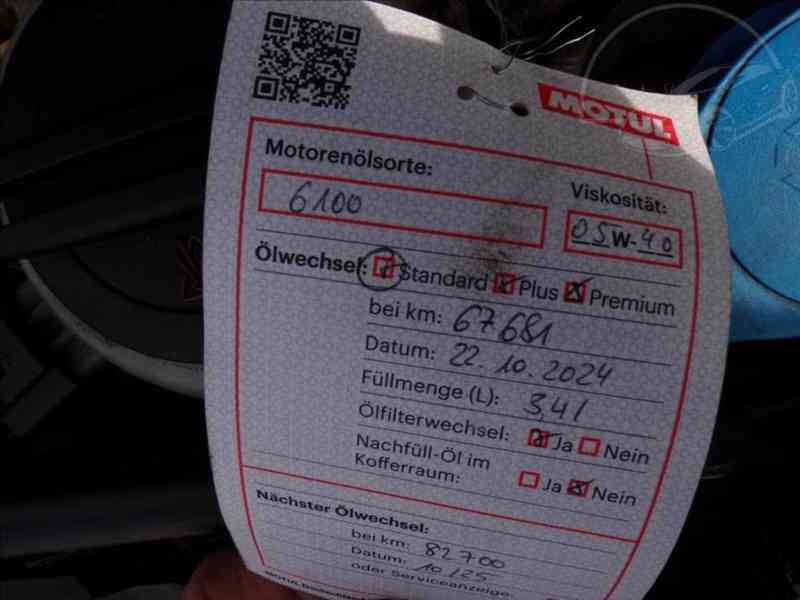 MOTUL
Motorenölsorte:
6100
Viskosität:
05W-40
Ölwechsel: Standard Plus Premium
bei km: 67681
Datum: 22.10.2024
Füllmenge (L): 3,4l
Ölfilterwechsel: Ja Nein
Nachfüll-Öl im
Kofferraum: Ja Nein
Nächster Ölwechsel:
bei km: 82700
Datum: 10/25
oder Serviceanzeige